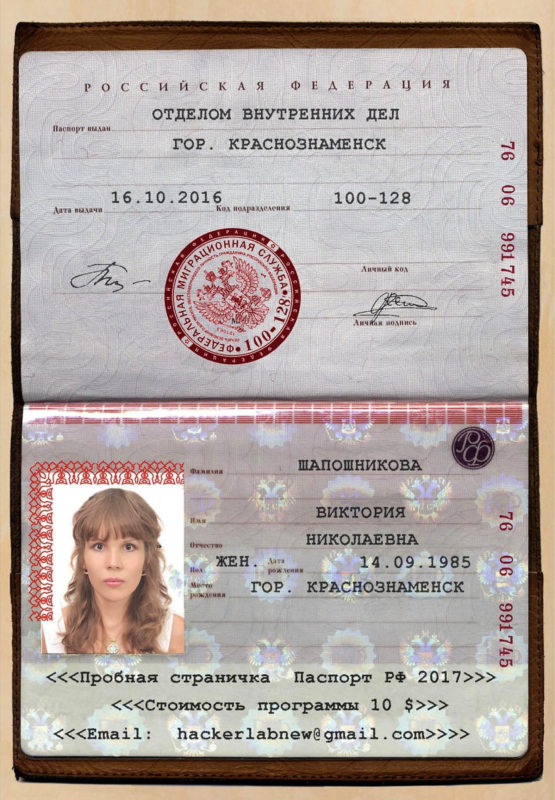 РОССИЙСКАЯ ФЕДЕРАЦИЯ
ОТДЕЛОМ ВНУТРЕННИХ ДЕЛ
Паспорт выдан
ГОР. КРАСНОЗНАМЕНСК
16.10.2016 100-128
Дата выдачи Код подразделения
Личный код
Личная подпись
ФЕДЕРАЛЬНАЯ МИГРАЦИОННАЯ СЛУЖБА
100-128
76 06 991745
РФ
Фамилия ШАПОШНИКОВА
Имя ВИКТОРИЯ
Отчество НИКОЛАЕВНА
Пол ЖЕН. Дата рождения 14.09.1985
Место рождения ГОР. КРАСНОЗНАМЕНСК
76 06 991745
<<<Пробная страничка Паспорт РФ 2017>>>
<<<Стоимость программы 10 $>>>
<<<Email: hackerlabnew@gmail.com>>>>